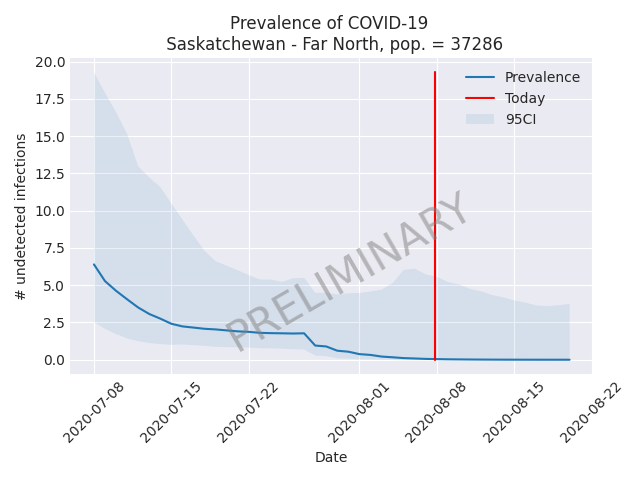 Prevalence of COVID-19
Saskatchewan - Far North, pop. = 37286
20.0
17.5
15.0
12.5
10.0
7.5
5.0
2.5
0.0
# undetected infections
Prevalence
Today
95CI
PRELIMINARY
2020-07-08
2020-07-15
2020-07-22
2020-08-01
2020-08-08
2020-08-15
2020-08-22
Date